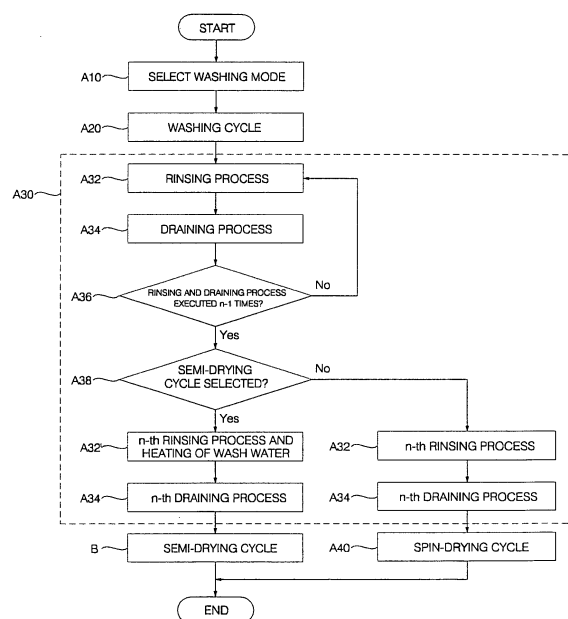 START
A10
SELECT WASHING MODE
A20
WASHING CYCLE
A30
A32
RINSING PROCESS
A34
DRAINING PROCESS
A36
RINSING AND DRAINING PROCESS
EXECUTED n-1 TIMES?
No
Yes
A38
SEMI-DRYING
CYCLE SELECTED?
No
Yes
A32'
n-th RINSING PROCESS AND
HEATING OF WASH WATER
A32
n-th RINSING PROCESS
A34
n-th DRAINING PROCESS
A34
n-th DRAINING PROCESS
B
SEMI-DRYING CYCLE
A40
SPIN-DRYING CYCLE
END